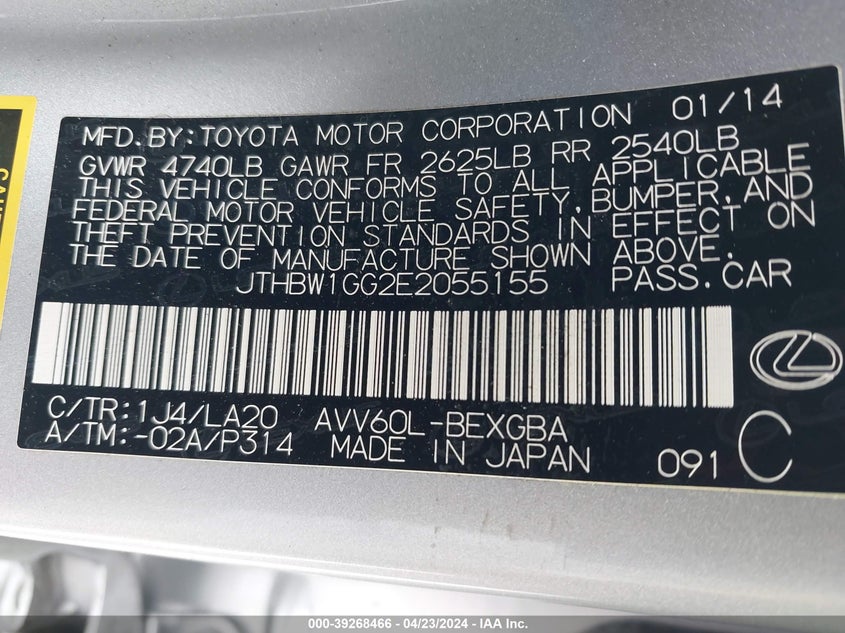 MFD.BY:TOYOTA MOTOR CORPORATION 01/14
GVWR 4740LB GAWR FR 2625LB RR 2540LB
THIS VEHICLE CONFORMS TO ALL APPLICABLE
FEDERAL MOTOR VEHICLE SAFETY,BUMPER,AND
THEFT PREVENTION STANDARDS IN EFFECT ON
THE DATE OF MANUFACTURE SHOWN ABOVE.
JTHBW1GG2E2055155 PASS.CAR
C/TR:1J4/LA20 AVV60L-BEXGBA
A/TM:-02A/P314 MADE IN JAPAN 091 C
000-39268466 - 04/23/2024 - IAA Inc.